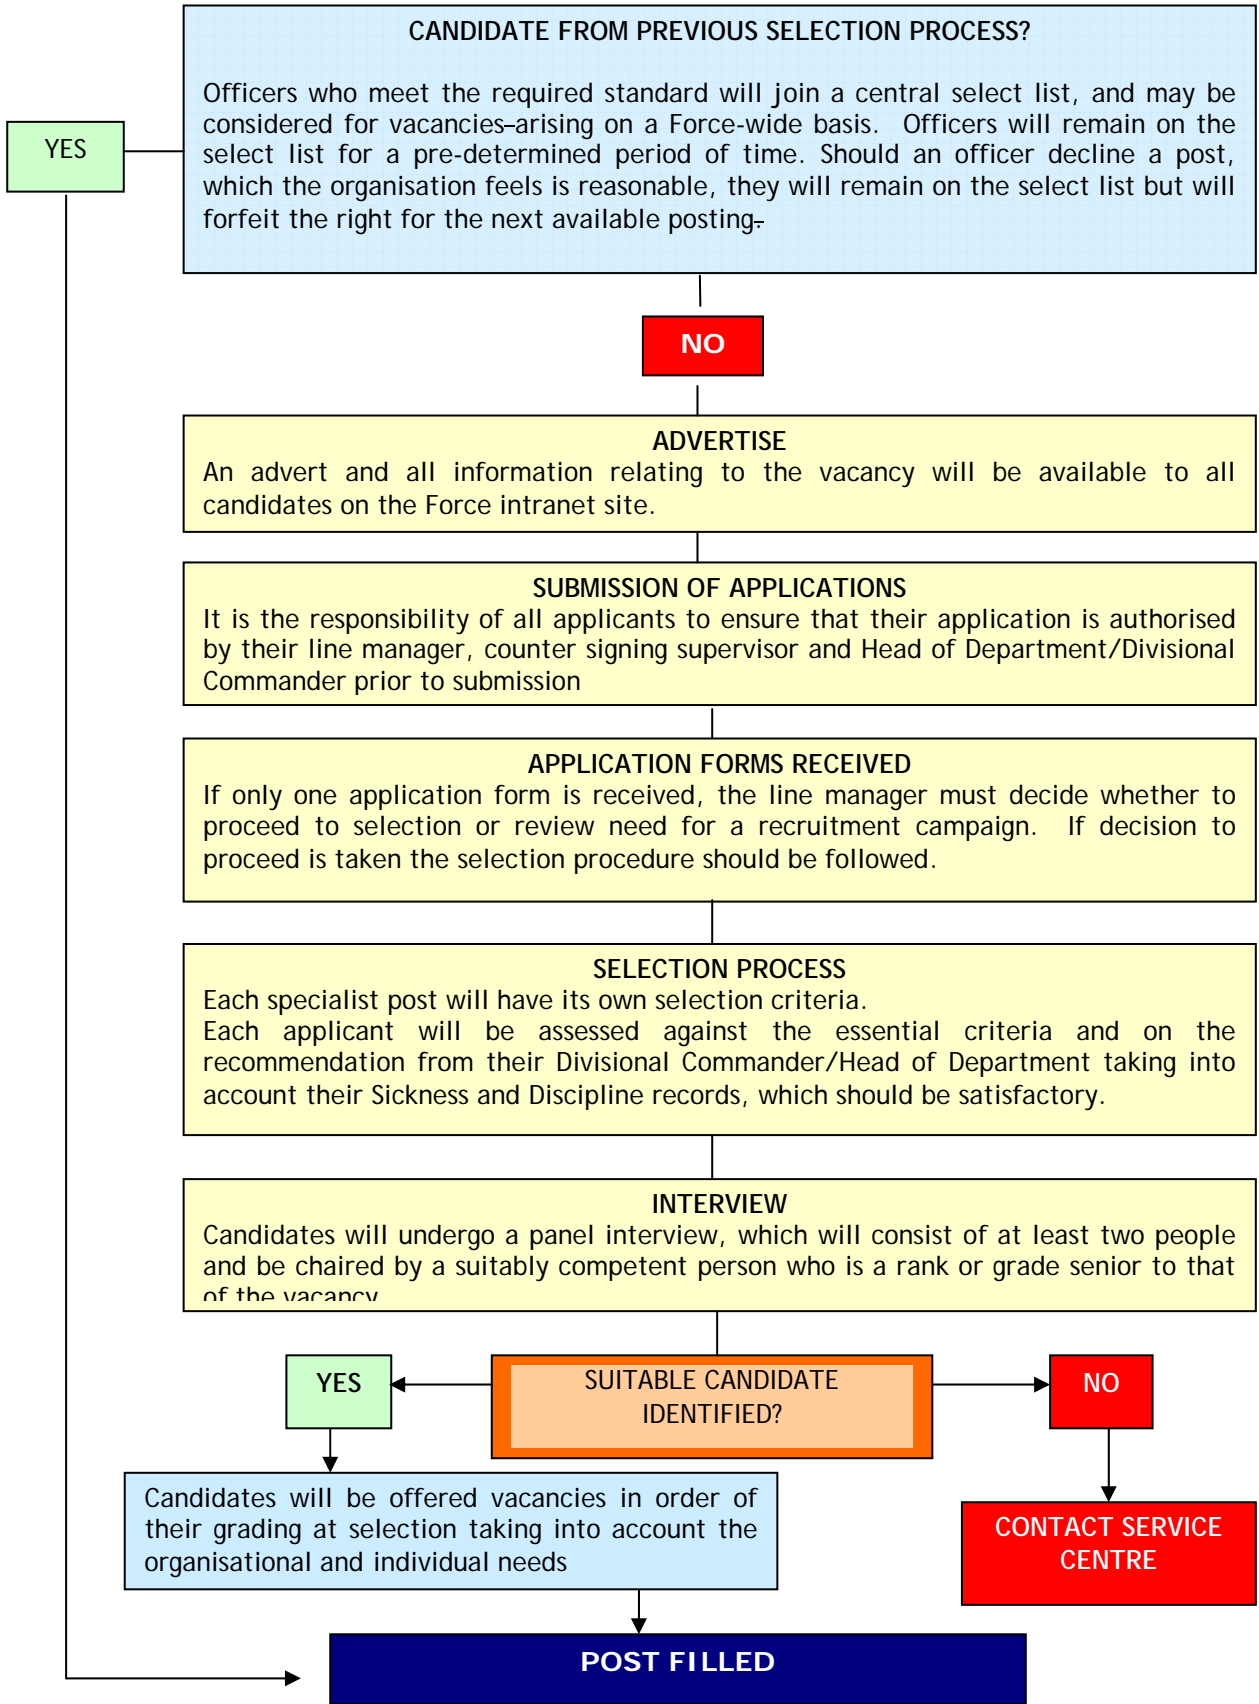 CANDIDATE FROM PREVIOUS SELECTION PROCESS?
Officers who meet the required standard will join a central select list, and may be
considered for vacancies-arising on a Force-wide basis. Officers will remain on the
select list for a pre-determined period of time. Should an officer decline a post,
which the organisation feels is reasonable, they will remain on the select list but will
forfeit the right for the next available posting.
YES
NO
ADVERTISE
An advert and all information relating to the vacancy will be available to all
candidates on the Force intranet site.
SUBMISSION OF APPLICATIONS
It is the responsibility of all applicants to ensure that their application is authorised
by their line manager, counter signing supervisor and Head of Department/Divisional
Commander prior to submission
APPLICATION FORMS RECEIVED
If only one application form is received, the line manager must decide whether to
proceed to selection or review need for a recruitment campaign. If decision to
proceed is taken the selection procedure should be followed.
SELECTION PROCESS
Each specialist post will have its own selection criteria.
Each applicant will be assessed against the essential criteria and on the
recommendation from their Divisional Commander/Head of Department taking into
account their Sickness and Discipline records, which should be satisfactory.
INTERVIEW
Candidates will undergo a panel interview, which will consist of at least two people
and be chaired by a suitably competent person who is a rank or grade senior to that
of the vacancy
YES
SUITABLE CANDIDATE
IDENTIFIED?
NO
Candidates will be offered vacancies in order of
their grading at selection taking into account the
organisational and individual needs
CONTACT SERVICE
CENTRE
POST FILLED